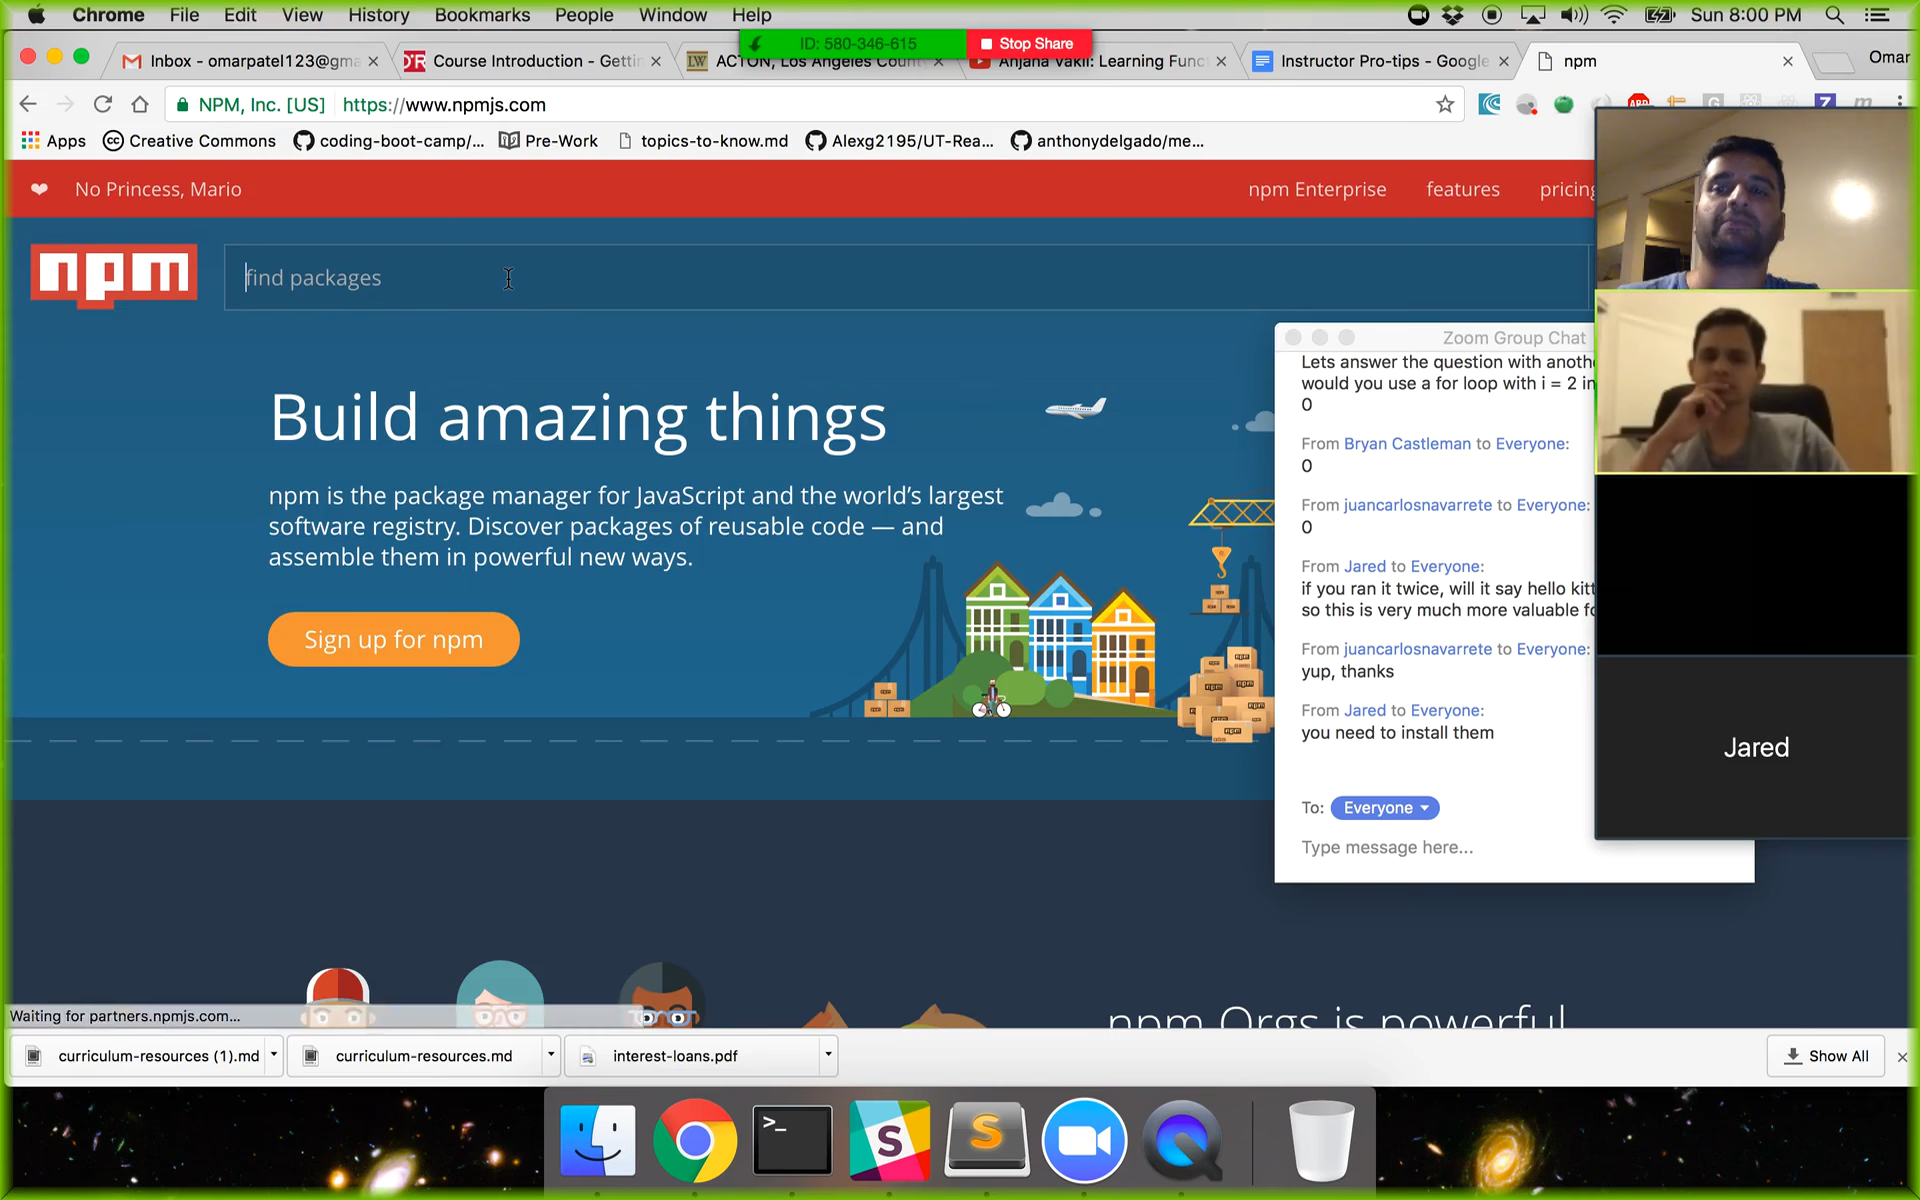 Chrome File Edit View History Bookmarks People Window Help Sun 8:00 PM
ID: 580-346-615 Stop Share
Inbox - omarpatel123@gma
Course Introduction - Getti
ACTON, Los Angeles Coun
Anjana Vakil: Learning Func
Instructor Pro-tips - Google
npm
Omar
NPM, Inc. [US] https://www.npmjs.com
Apps Creative Commons coding-boot-camp/... Pre-Work topics-to-know.md Alexg2195/UT-Rea... anthonydelgado/me...
❤ No Princess, Mario npm Enterprise features pricing
npm find packages
Build amazing things
npm is the package manager for JavaScript and the world's largest
software registry. Discover packages of reusable code — and
assemble them in powerful new ways.
Sign up for npm
Zoom Group Chat
Lets answer the question with anothe
would you use a for loop with i = 2 in
0
From Bryan Castleman to Everyone:
0
From juancarlosnavarrete to Everyone:
0
From Jared to Everyone:
if you ran it twice, will it say hello kitt
so this is very much more valuable fo
From juancarlosnavarrete to Everyone:
yup, thanks
From Jared to Everyone:
you need to install them
To: Everyone
Type message here...
Jared
npm Orgs is powerful
Waiting for partners.npmjs.com...
curriculum-resources (1).md
curriculum-resources.md
interest-loans.pdf
Show All